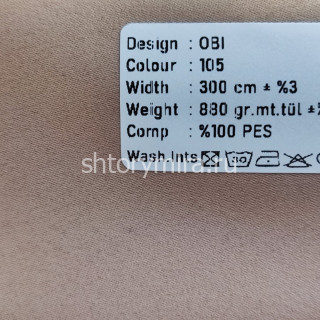 Design : OBI
Colour : 105
Width : 300 cm ± %3
Weight : 880 gr.mt.tül ±%
Comp : %100 PES
Wash.Ints.
shtorymira.ru